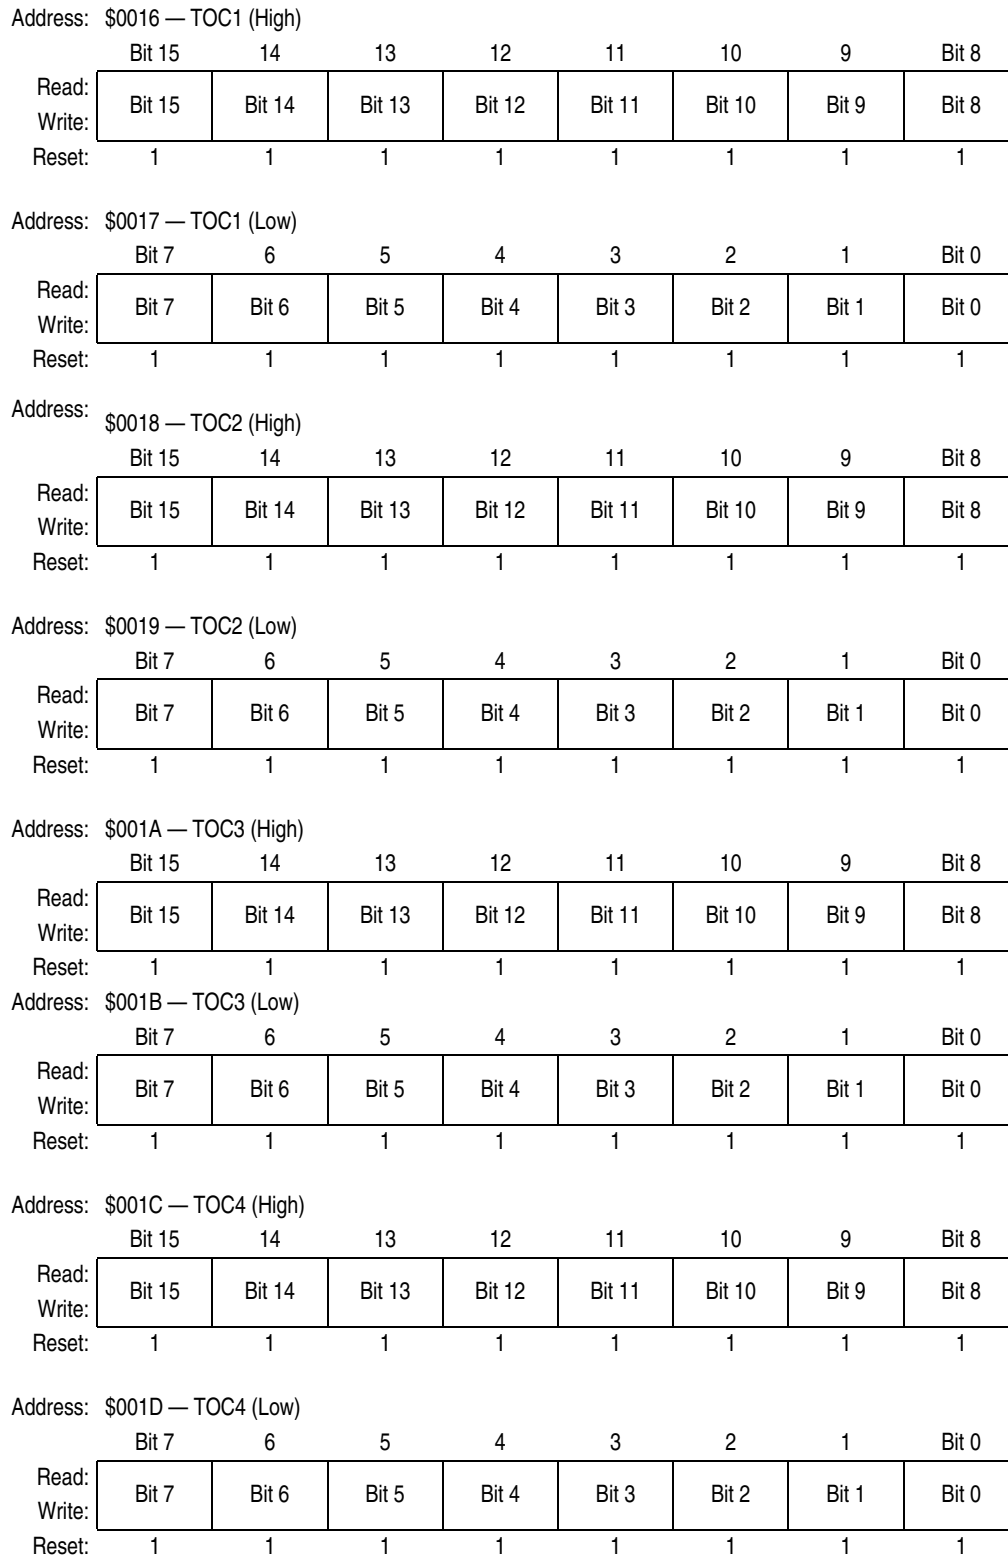 Address: $0016 — TOC1 (High)
Bit 15 14 13 12 11 10 9 Bit 8
Read:
Bit 15 Bit 14 Bit 13 Bit 12 Bit 11 Bit 10 Bit 9 Bit 8
Write:
Reset: 1 1 1 1 1 1 1 1
Address: $0017 — TOC1 (Low)
Bit 7 6 5 4 3 2 1 Bit 0
Read:
Bit 7 Bit 6 Bit 5 Bit 4 Bit 3 Bit 2 Bit 1 Bit 0
Write:
Reset: 1 1 1 1 1 1 1 1
Address: $0018 — TOC2 (High)
Bit 15 14 13 12 11 10 9 Bit 8
Read:
Bit 15 Bit 14 Bit 13 Bit 12 Bit 11 Bit 10 Bit 9 Bit 8
Write:
Reset: 1 1 1 1 1 1 1 1
Address: $0019 — TOC2 (Low)
Bit 7 6 5 4 3 2 1 Bit 0
Read:
Bit 7 Bit 6 Bit 5 Bit 4 Bit 3 Bit 2 Bit 1 Bit 0
Write:
Reset: 1 1 1 1 1 1 1 1
Address: $001A — TOC3 (High)
Bit 15 14 13 12 11 10 9 Bit 8
Read:
Bit 15 Bit 14 Bit 13 Bit 12 Bit 11 Bit 10 Bit 9 Bit 8
Write:
Reset: 1 1 1 1 1 1 1 1
Address: $001B — TOC3 (Low)
Bit 7 6 5 4 3 2 1 Bit 0
Read:
Bit 7 Bit 6 Bit 5 Bit 4 Bit 3 Bit 2 Bit 1 Bit 0
Write:
Reset: 1 1 1 1 1 1 1 1
Address: $001C — TOC4 (High)
Bit 15 14 13 12 11 10 9 Bit 8
Read:
Bit 15 Bit 14 Bit 13 Bit 12 Bit 11 Bit 10 Bit 9 Bit 8
Write:
Reset: 1 1 1 1 1 1 1 1
Address: $001D — TOC4 (Low)
Bit 7 6 5 4 3 2 1 Bit 0
Read:
Bit 7 Bit 6 Bit 5 Bit 4 Bit 3 Bit 2 Bit 1 Bit 0
Write:
Reset: 1 1 1 1 1 1 1 1